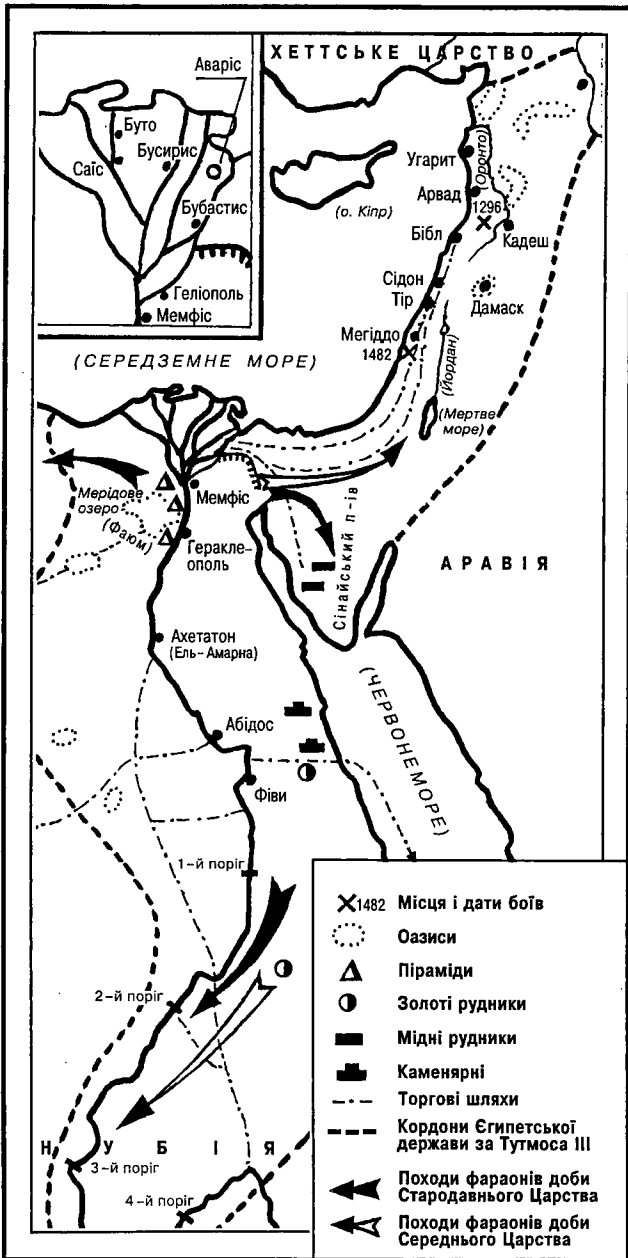 ХЕТТСЬКЕ ЦАРСТВО
Аваріс
Буто
Бусирис
Саїс
Бубастис
Геліополь
Мемфіс
Угарит
(Оронто)
Арвад
1296
(о. Кіпр)
Бібл
Кадеш
Сідон
Тір
Дамаск
Мегіддо
1482
(СЕРЕДЗЕМНЕ МОРЕ)
(Йордан)
(Мертве
море)
Мерідове
озеро
(Фаюм)
Мемфіс
Геракле-
ополь
Сінайський п-ів
АРАВІЯ
Ахетатон
(Ель-Амарна)
(ЧЕРВОНЕ МОРЕ)
Абідос
Фіви
1-й поріг
2-й поріг
НУБІЯ
3-й поріг
4-й поріг
1482 Місця і дати боїв
Оазиси
Піраміди
Золоті рудники
Мідні рудники
Каменярні
Торгові шляхи
Кордони Єгипетської
держави за Тутмоса III
Походи фараонів доби
Стародавнього Царства
Походи фараонів доби
Середнього Царства